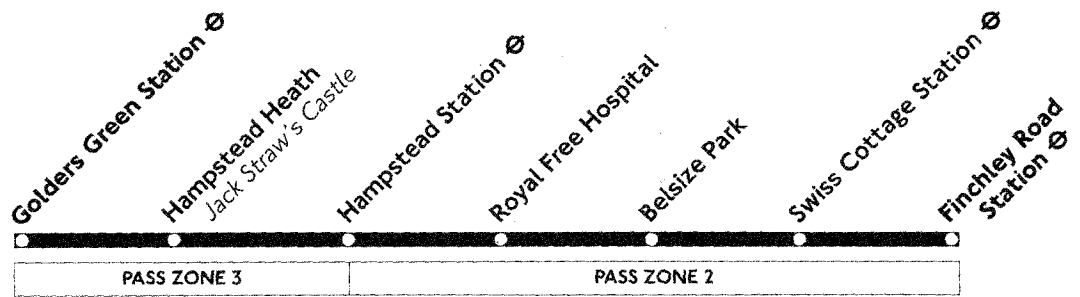 Golders Green Station
Hampstead Heath
Jack Straw's Castle
Hampstead Station
Royal Free Hospital
Belsize Park
Swiss Cottage Station
Finchley Road
Station
PASS ZONE 3
PASS ZONE 2